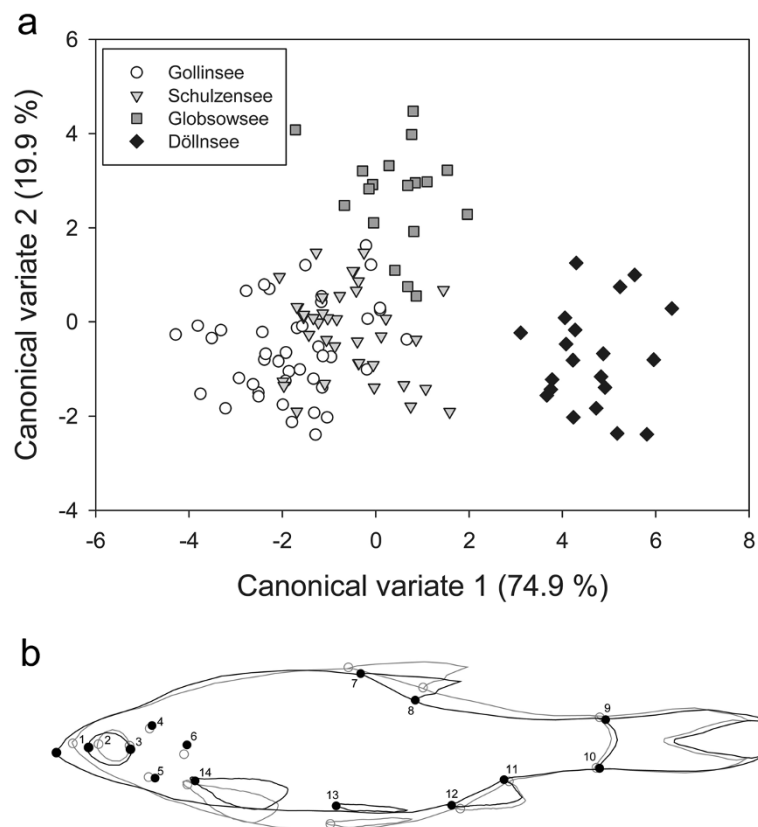 a
6
4
2
0
-2
-4
Canonical variate 2 (19.9 %)
Gollinsee
Schulzensee
Globsowsee
Döllnsee
-6 -4 -2 0 2 4 6 8
Canonical variate 1 (74.9 %)
b
1
2
3
4
5
6
7
8
9
10
11
12
13
14